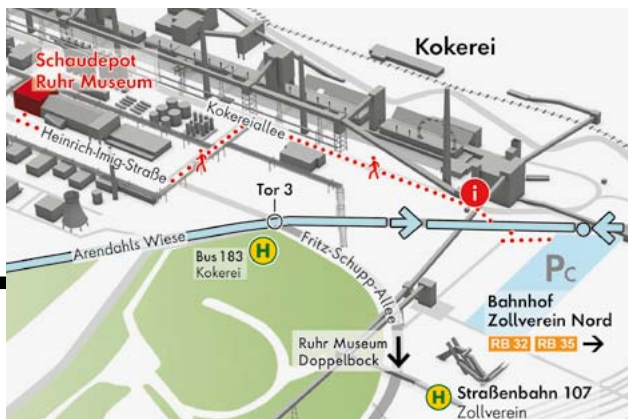 Kokerei
Schaudepot
Ruhr Museum
Kokereiallee
Heinrich-Imig-Straße
i
Tor 3
Arendahls Wiese
Bus 183
Kokerei
H
Fritz-Schupp-Allee
PC
Bahnhof
Zollverein Nord
RB 32 RB 35
Ruhr Museum
Doppelbock
H
Straßenbahn 107
Zollverein